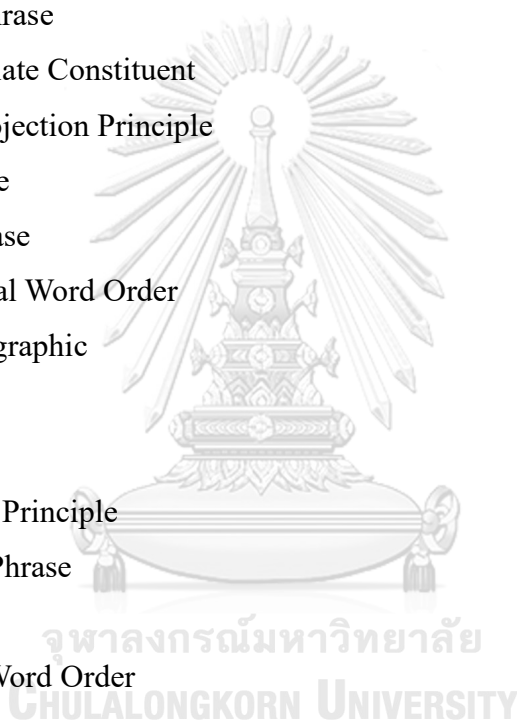 rase
ate Constituent
jection Principle
e
ase
al Word Order
graphic
Principle
Phrase
จุฬาลงกรณ์มหาวิทยาลัย
Word Order
CHULALONGKORN UNIVERSITY